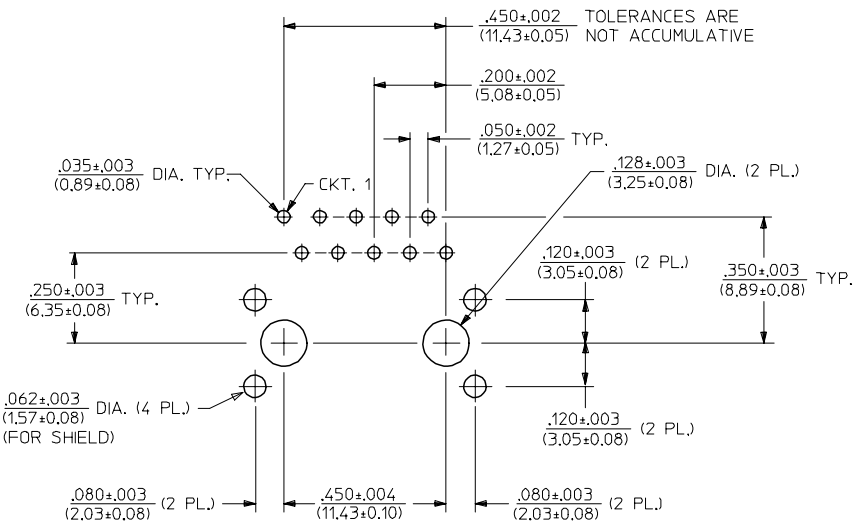 .450±.002 TOLERANCES ARE
(11.43±0.05) NOT ACCUMULATIVE
.200±.002
(5.08±0.05)
.050±.002 TYP.
(1.27±0.05)
.035±.003 DIA. TYP.
(0.89±0.08)
CKT. 1
.128±.003 DIA. (2 PL.)
(3.25±0.08)
.120±.003 (2 PL.)
(3.05±0.08)
.350±.003 TYP.
(8.89±0.08)
.250±.003 TYP.
(6.35±0.08)
.062±.003 DIA. (4 PL.)
(1.57±0.08)
(FOR SHIELD)
.120±.003 (2 PL.)
(3.05±0.08)
.080±.003 (2 PL.)
(2.03±0.08)
.450±.004
(11.43±0.10)
.080±.003 (2 PL.)
(2.03±0.08)